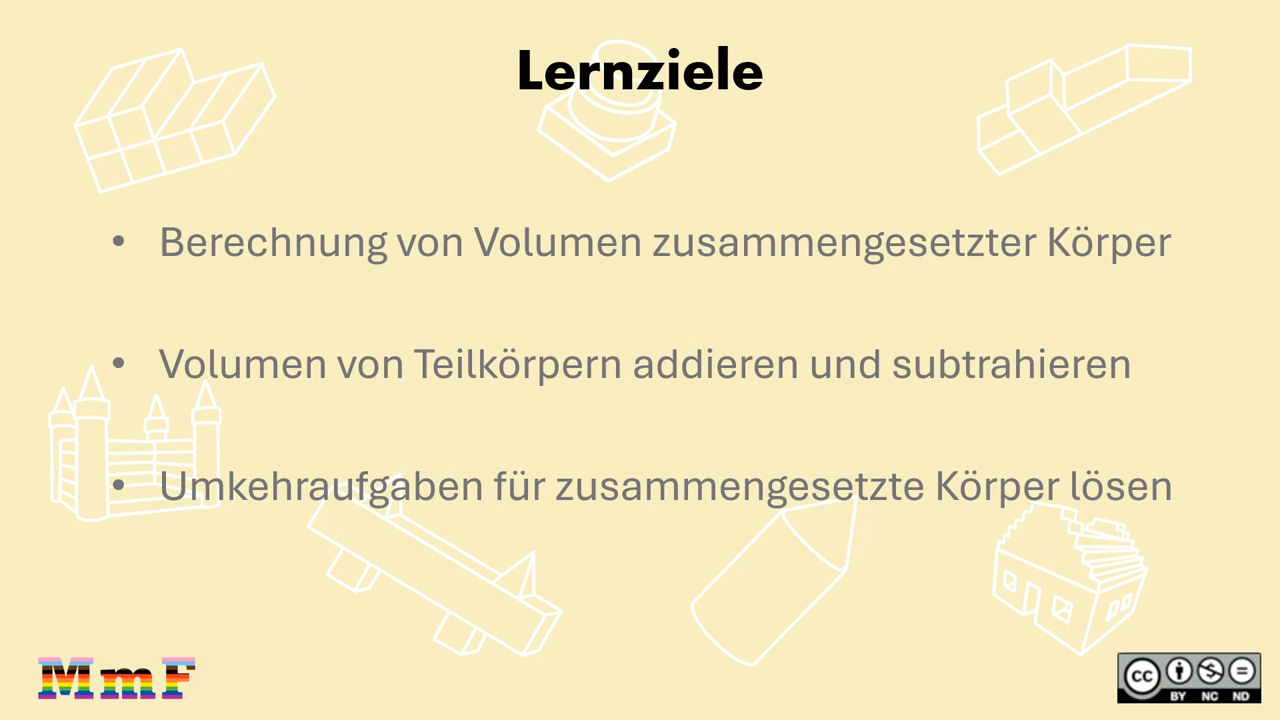 Lernziele
• Berechnung von Volumen zusammengesetzter Körper
• Volumen von Teilkörpern addieren und subtrahieren
• Umkehraufgaben für zusammengesetzte Körper lösen
MmF
cc
BY NC ND